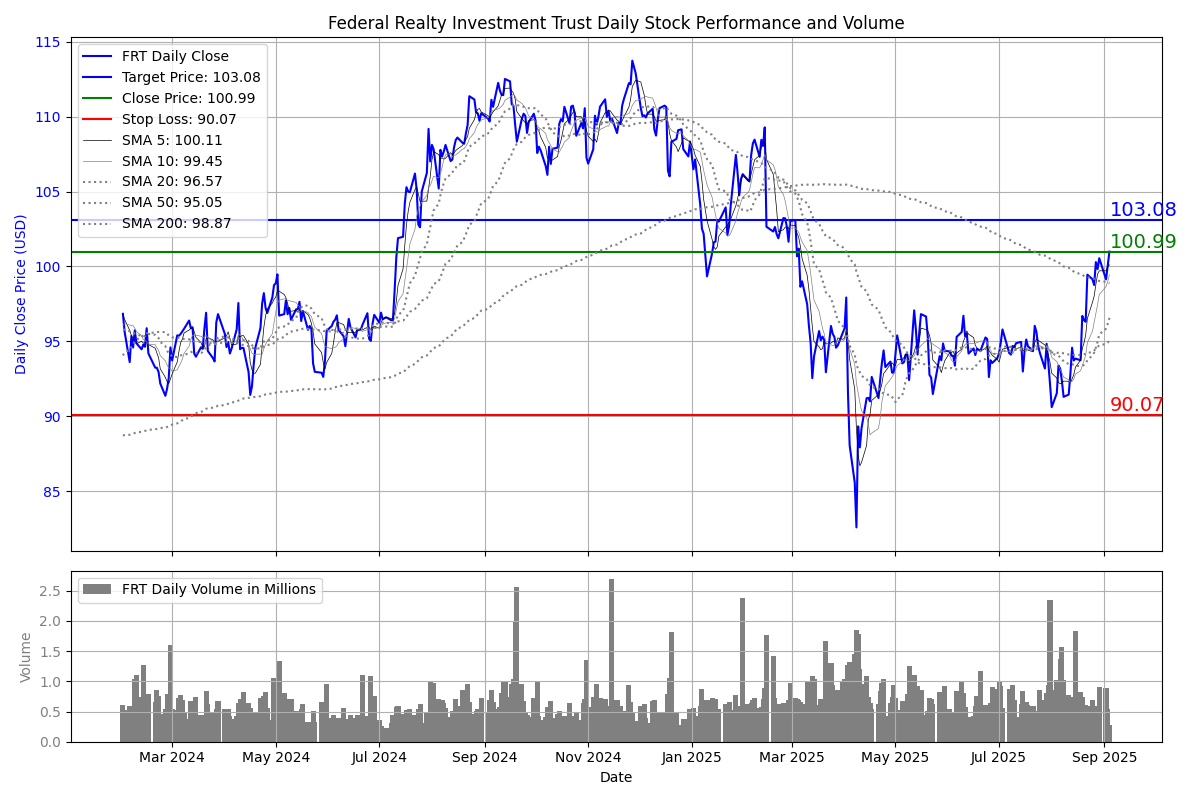 Federal Realty Investment Trust Daily Stock Performance and Volume
115
110
105
100
95
90
85
Daily Close Price (USD)
FRT Daily Close
Target Price: 103.08
Close Price: 100.99
Stop Loss: 90.07
SMA 5: 100.11
SMA 10: 99.45
SMA 20: 96.57
SMA 50: 95.05
SMA 200: 98.87
103.08
100.99
90.07
2.5
2.0
1.5
1.0
0.5
0.0
Volume
FRT Daily Volume in Millions
Mar 2024 May 2024 Jul 2024 Sep 2024 Nov 2024 Jan 2025 Mar 2025 May 2025 Jul 2025 Sep 2025
Date